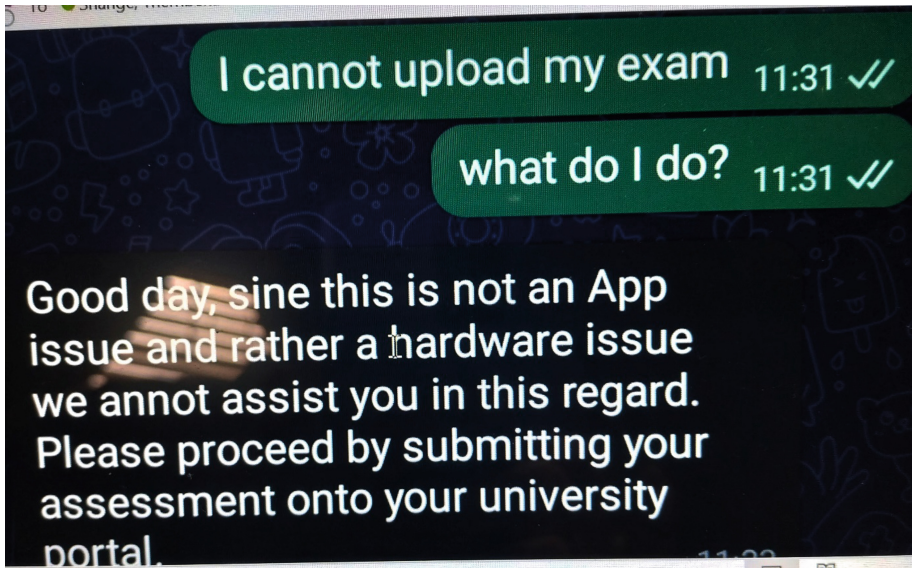 To
I cannot upload my exam 11:31
what do I do? 11:31
Good day, sine this is not an App
issue and rather a hardware issue
we annot assist you in this regard.
Please proceed by submitting your
assessment onto your university
portal.